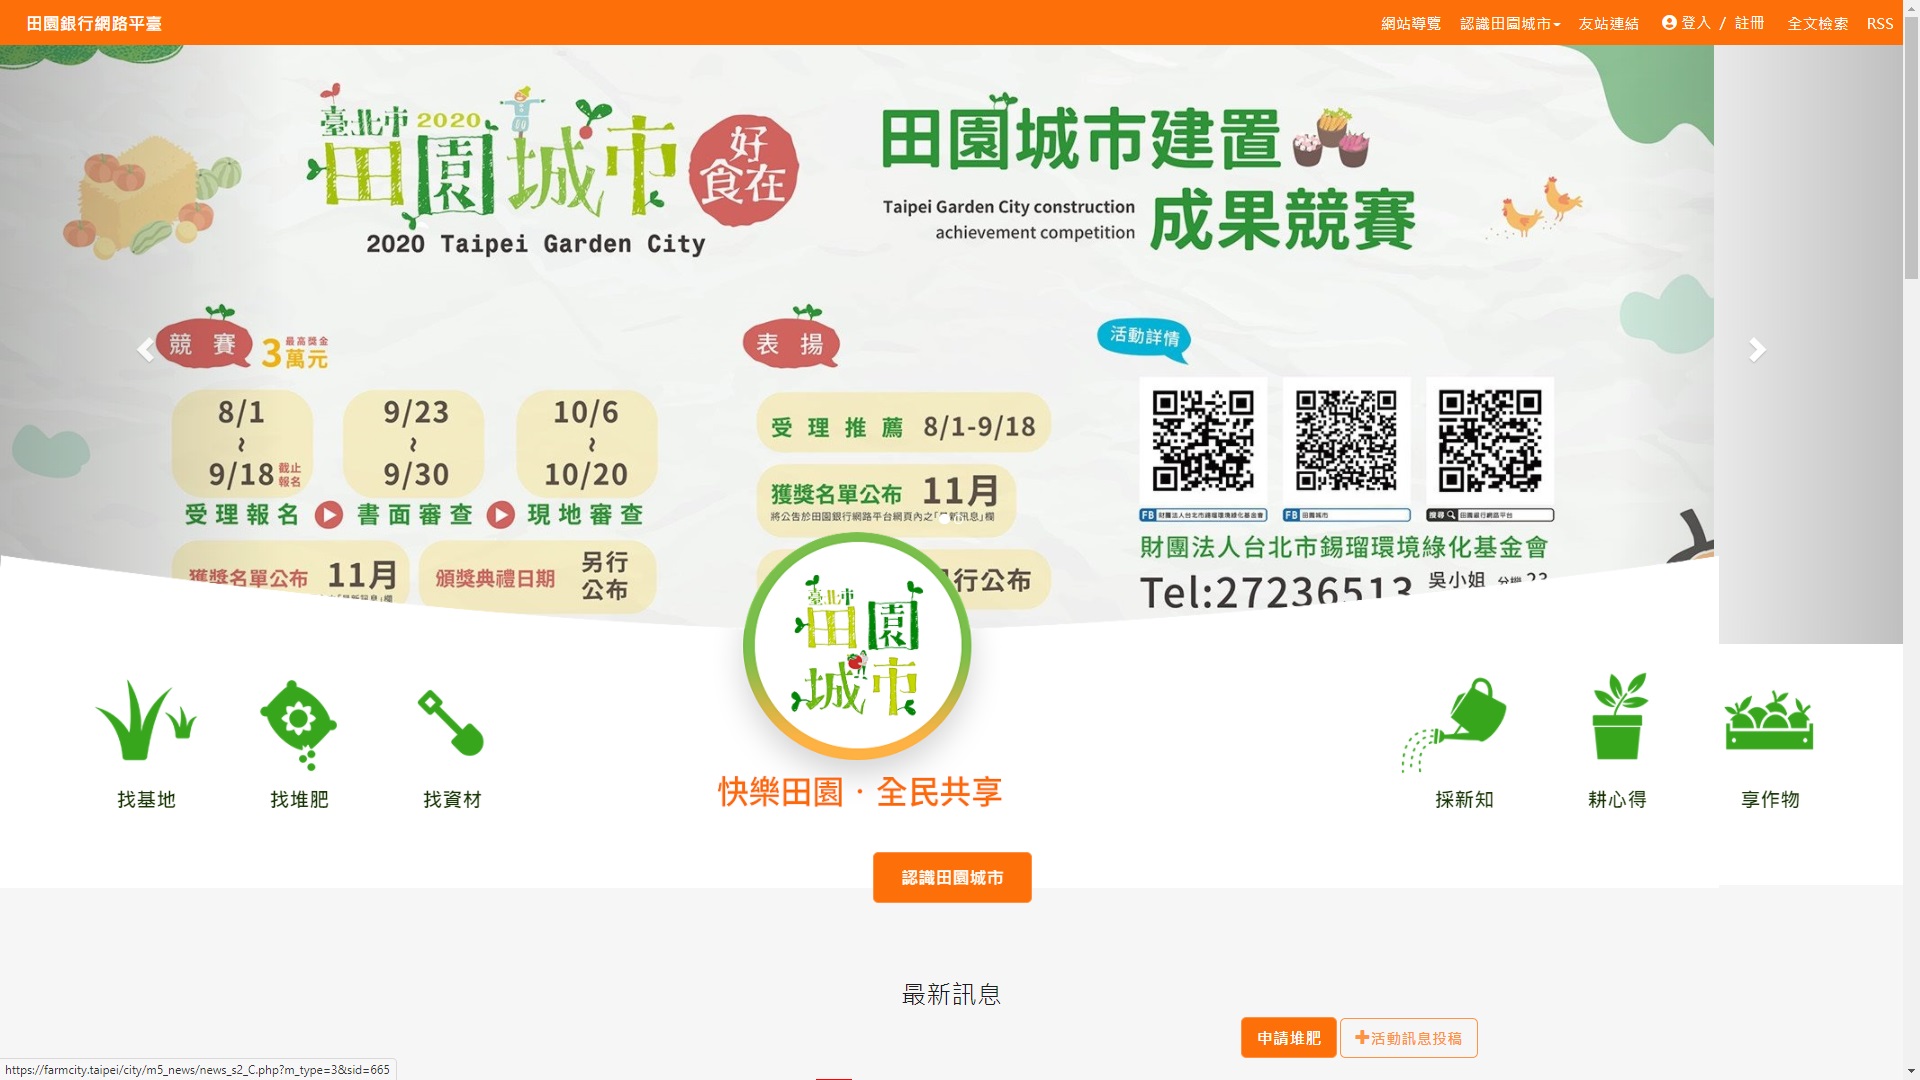 田園銀行網路平臺
網站導覽 認識田園城市 友站連結 登入 / 註冊 全文檢索 RSS
臺北市 2020
田園城市
好食在
2020 Taipei Garden City
田園城市建置
Taipei Garden City construction
achievement competition
成果競賽
競賽
最高獎金
3萬元
8/1
~
9/18 截止報名
9/23
~
9/30
10/6
~
10/20
受理報名 書面審查 現地審查
獲獎名單公布 11月
頒獎典禮日期 另行公布
表揚
受理推薦 8/1-9/18
獲獎名單公布 11月
將公告於田園銀行網路平台網頁內之「最新訊息」欄
另行公布
活動詳情
FB 財團法人台北市錫瑠環境綠化基金會
FB 田園城市
搜尋 田園銀行網路平台
財團法人台北市錫瑠環境綠化基金會
Tel:27236513 吳小姐 分機 23
臺北市
田園
城市
找基地
找堆肥
找資材
快樂田園．全民共享
採新知
耕心得
享作物
認識田園城市
最新訊息
申請堆肥
活動訊息投稿
https://farmcity.taipei/city/m5_news/news_s2_C.php?m_type=3&sid=665